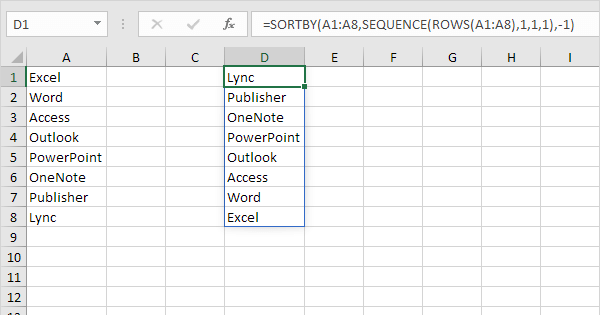 D1 =SORTBY(A1:A8,SEQUENCE(ROWS(A1:A8),1,1,1),-1)
A B C D E F G H I
1 Excel Lync
2 Word Publisher
3 Access OneNote
4 Outlook PowerPoint
5 PowerPoint Outlook
6 OneNote Access
7 Publisher Word
8 Lync Excel
9
10
11
12